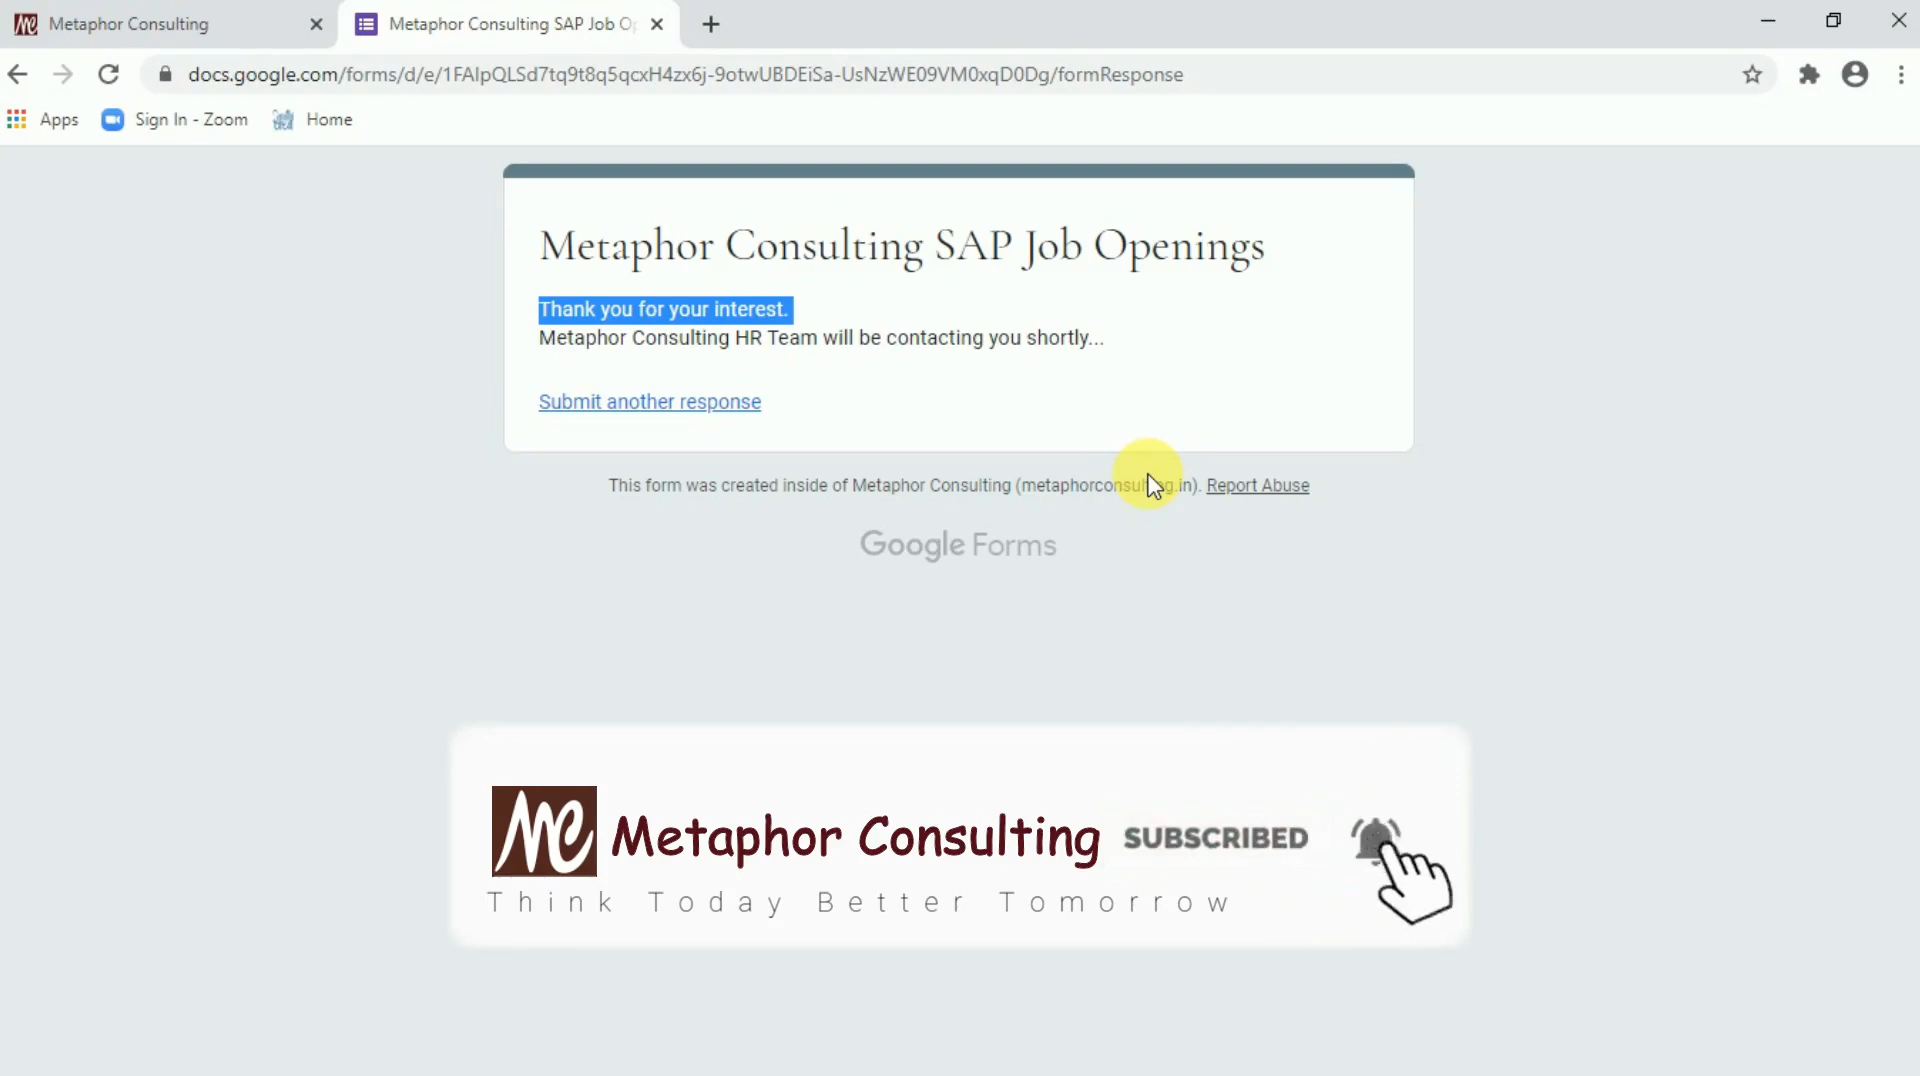 Metaphor Consulting
Metaphor Consulting SAP Job O
docs.google.com/forms/d/e/1FAIpQLSd7tq9t8q5qcxH4zx6j-9otwUBDEiSa-UsNzWE09VM0xqD0Dg/formResponse
Apps Sign In - Zoom Home
Metaphor Consulting SAP Job Openings
Thank you for your interest.
Metaphor Consulting HR Team will be contacting you shortly...
Submit another response
This form was created inside of Metaphor Consulting (metaphorconsulting.in). Report Abuse
Google Forms
Metaphor Consulting SUBSCRIBED
Think Today Better Tomorrow